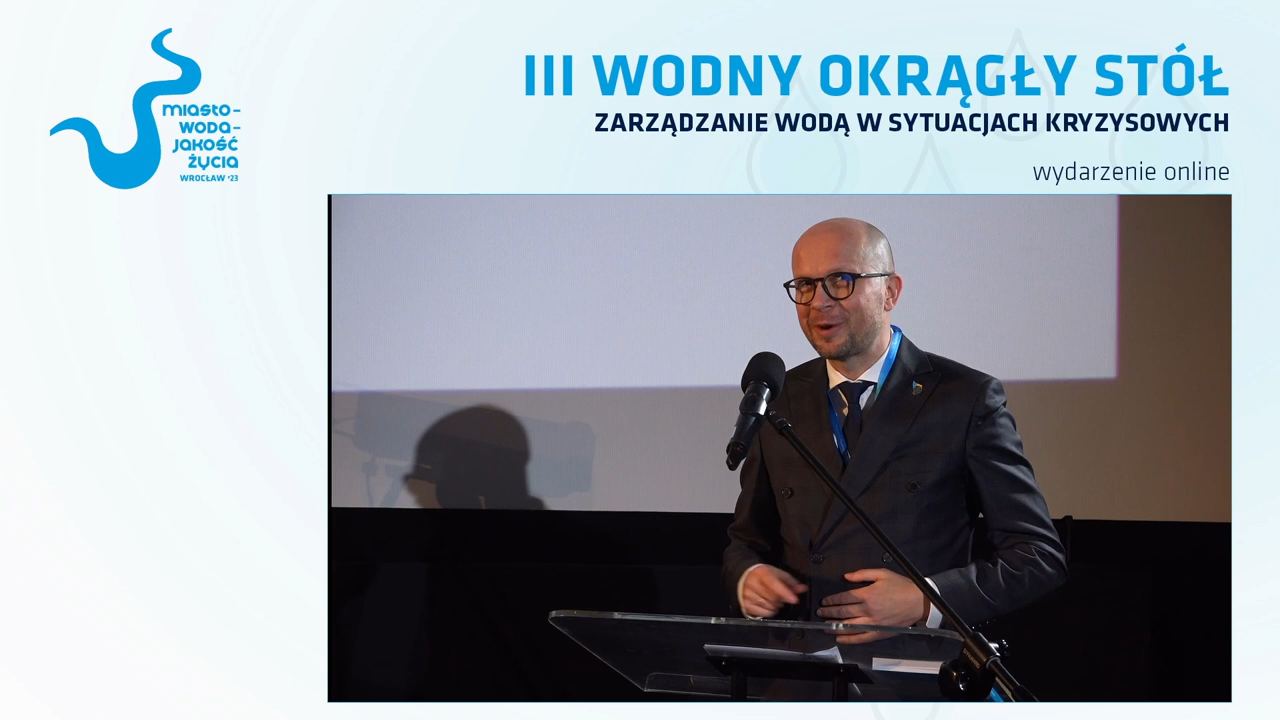 miasto-
woda-
jakość
życia
WROCŁAW '23
III WODNY OKRĄGŁY STÓŁ
ZARZĄDZANIE WODĄ W SYTUACJACH KRYZYSOWYCH
wydarzenie online